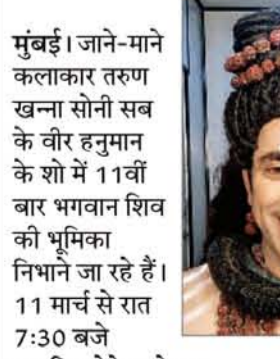 मुंबई। जाने-माने
कलाकार तरुण
खन्ना सोनी सब
के वीर हनुमान
के शो में 11वीं
बार भगवान शिव
की भूमिका
निभाने जा रहे हैं।
11 मार्च से रात
7:30 बजे